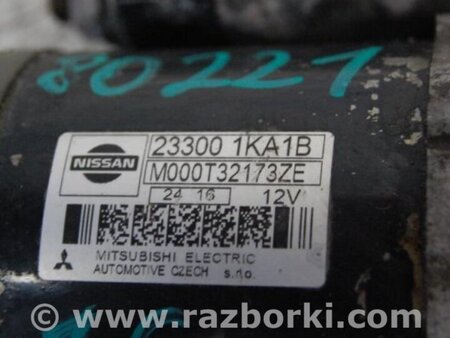 80221
NISSAN
23300 1KA1B
M000T32173ZE
24 16 12V
MITSUBISHI ELECTRIC
AUTOMOTIVE CZECH s.r.o.
www.razborki.com